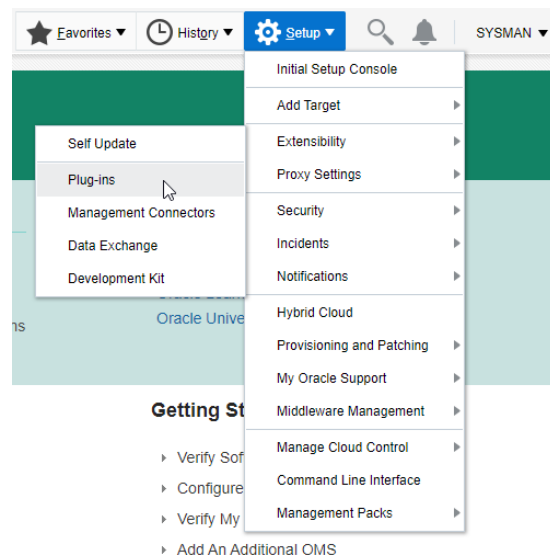 Favorites ▼ History ▼ Setup ▼ SYSMAN ▼
Initial Setup Console
Add Target
Extensibility
Proxy Settings
Security
Incidents
Notifications
Hybrid Cloud
Provisioning and Patching
My Oracle Support
Middleware Management
Manage Cloud Control
Command Line Interface
Management Packs
Self Update
Plug-ins
Management Connectors
Data Exchange
Development Kit
ns
Oracle Unive
Getting St
Verify Sof
Configure
Verify My
Add An Additional OMS